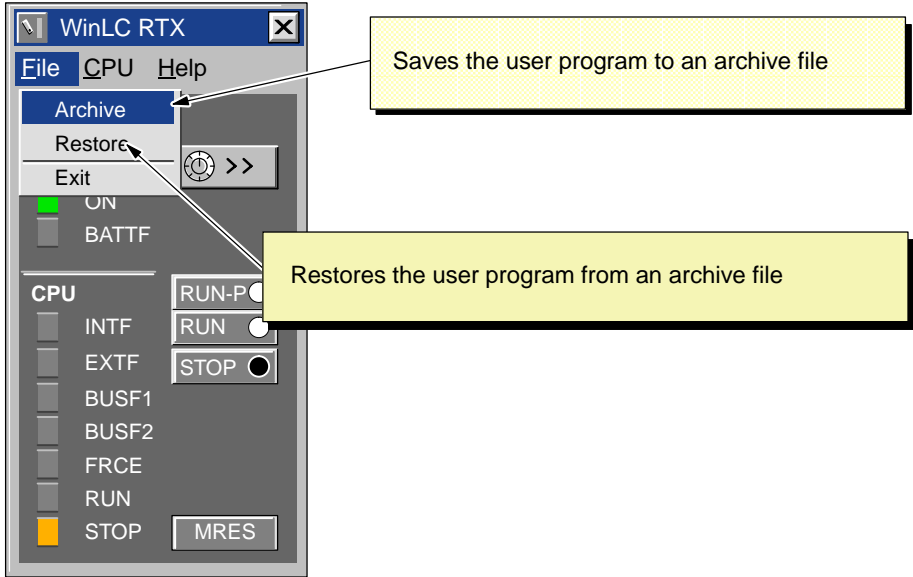 WinLC RTX
File CPU Help
Saves the user program to an archive file
Archive
Restore
Exit
>>
ON
BATTF
Restores the user program from an archive file
CPU
RUN-P
INTF
RUN
EXTF
STOP
BUSF1
BUSF2
FRCE
RUN
STOP
MRES